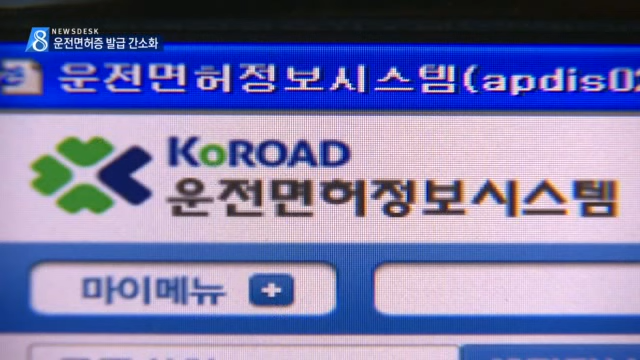 8 NEWSDESK
운전면허증 발급 간소화
운전면허정보시스템(apdis02
KoROAD
운전면허정보시스템
마이메뉴 +